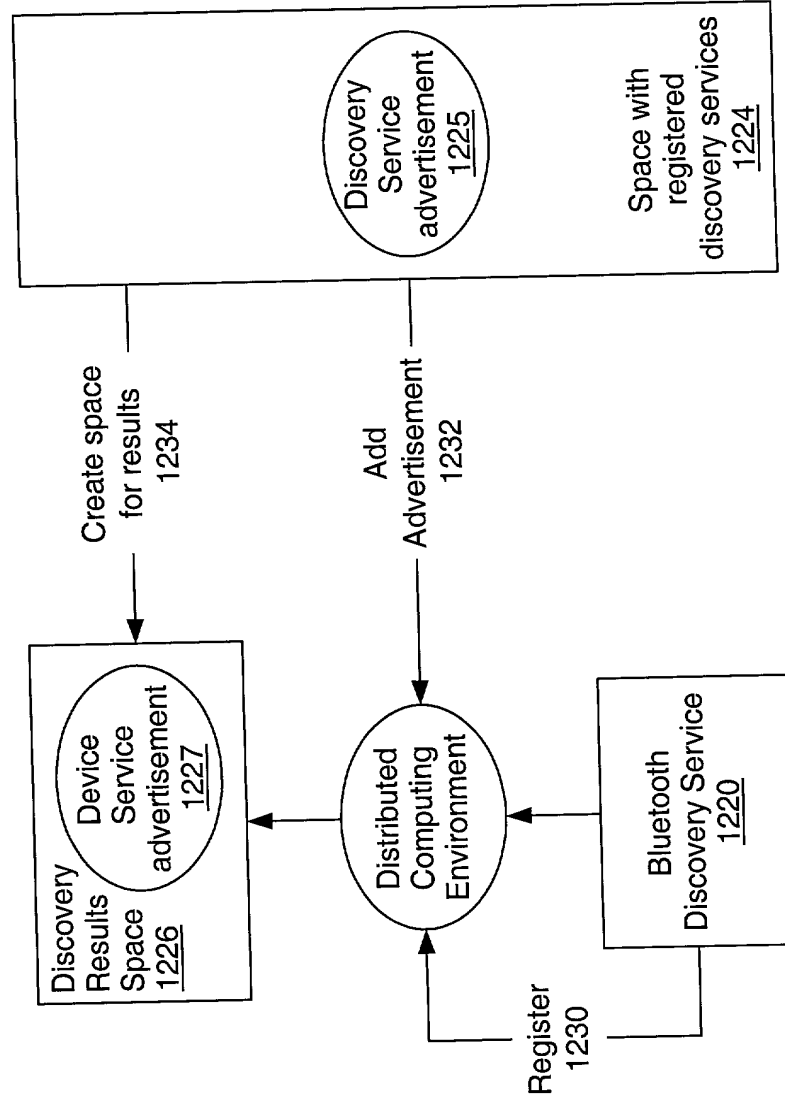 Discovery
Results
Space
1226
Device
Service
advertisement
1227
Create space
for results
1234
Discovery
Service
advertisement
1225
Space with
registered
discovery services
1224
Add
Advertisement
1232
Distributed
Computing
Environment
Register
1230
Bluetooth
Discovery Service
1220